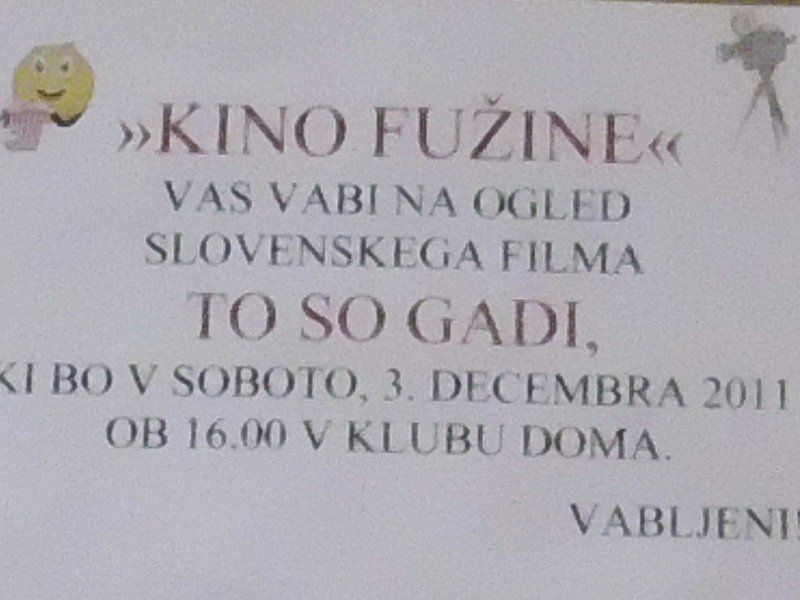 »KINO FUŽINE«
VAS VABI NA OGLED
SLOVENSKEGA FILMA
TO SO GADI,
KI BO V SOBOTO, 3. DECEMBRA 2011
OB 16.00 V KLUBU DOMA.
VABLJENI!